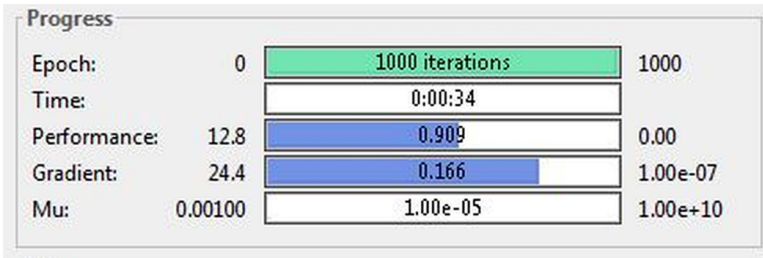 Progress
Epoch: 0 1000 iterations 1000
Time: 0:00:34
Performance: 12.8 0.909 0.00
Gradient: 24.4 0.166 1.00e-07
Mu: 0.00100 1.00e-05 1.00e+10